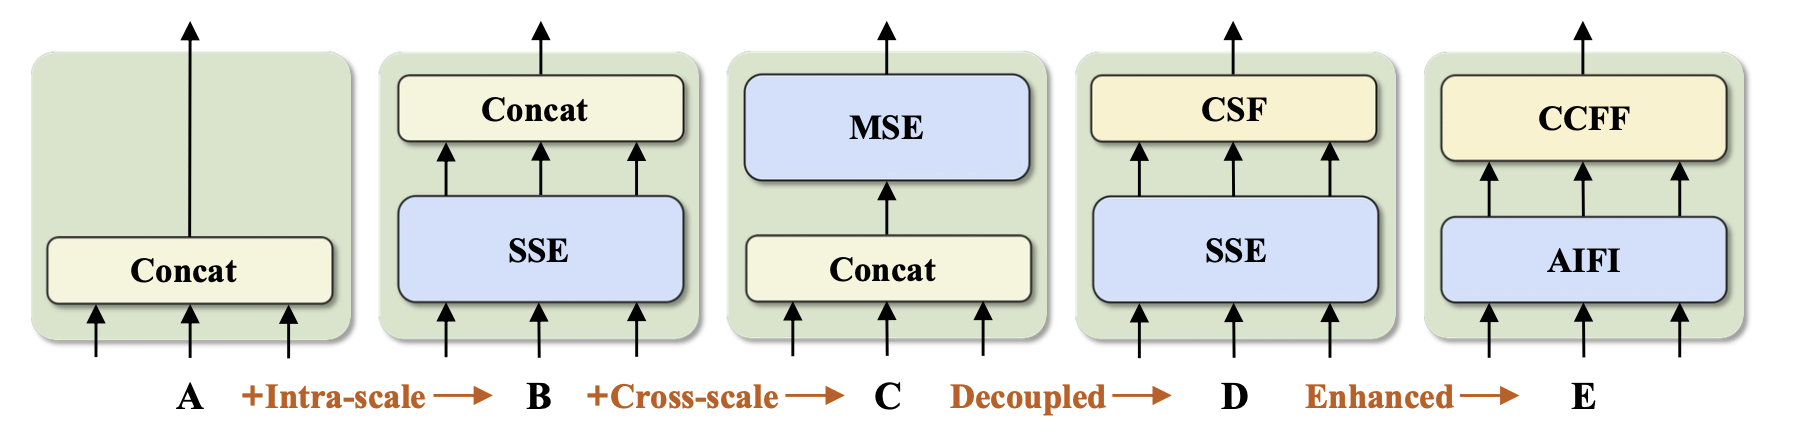 Concat
Concat
SSE
MSE
Concat
CSF
SSE
CCFF
AIFI
A +Intra-scale B +Cross-scale C Decoupled D Enhanced E